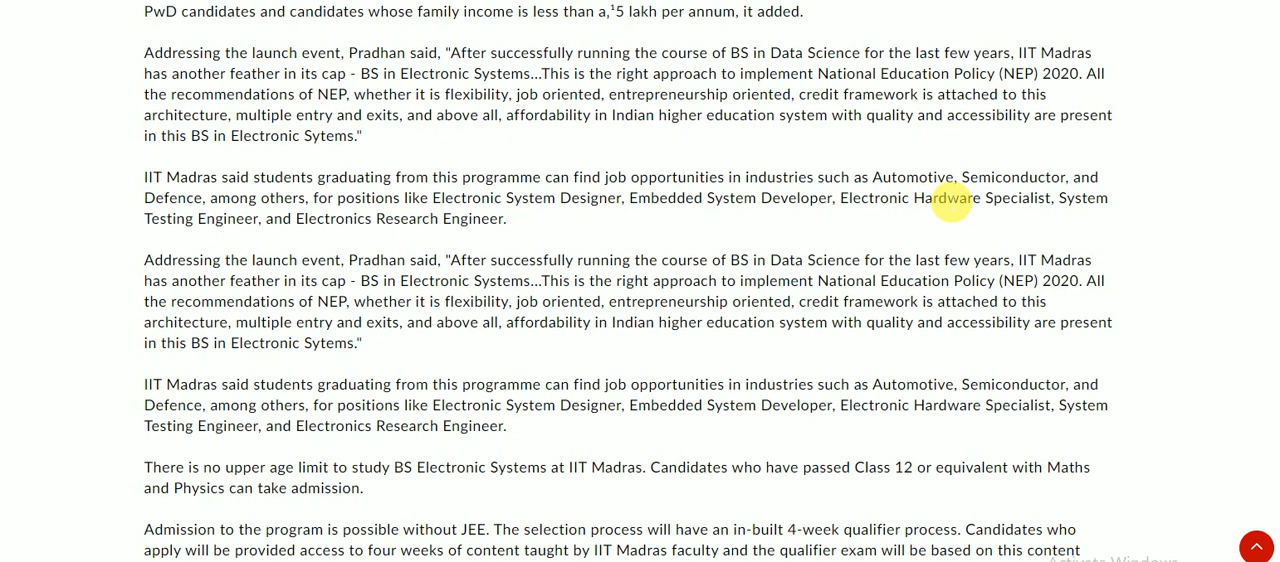 PwD candidates and candidates whose family income is less than a,¹5 lakh per annum, it added.
Addressing the launch event, Pradhan said, "After successfully running the course of BS in Data Science for the last few years, IIT Madras
has another feather in its cap - BS in Electronic Systems...This is the right approach to implement National Education Policy (NEP) 2020. All
the recommendations of NEP, whether it is flexibility, job oriented, entrepreneurship oriented, credit framework is attached to this
architecture, multiple entry and exits, and above all, affordability in Indian higher education system with quality and accessibility are present
in this BS in Electronic Sytems."
IIT Madras said students graduating from this programme can find job opportunities in industries such as Automotive, Semiconductor, and
Defence, among others, for positions like Electronic System Designer, Embedded System Developer, Electronic Hardware Specialist, System
Testing Engineer, and Electronics Research Engineer.
Addressing the launch event, Pradhan said, "After successfully running the course of BS in Data Science for the last few years, IIT Madras
has another feather in its cap - BS in Electronic Systems...This is the right approach to implement National Education Policy (NEP) 2020. All
the recommendations of NEP, whether it is flexibility, job oriented, entrepreneurship oriented, credit framework is attached to this
architecture, multiple entry and exits, and above all, affordability in Indian higher education system with quality and accessibility are present
in this BS in Electronic Sytems."
IIT Madras said students graduating from this programme can find job opportunities in industries such as Automotive, Semiconductor, and
Defence, among others, for positions like Electronic System Designer, Embedded System Developer, Electronic Hardware Specialist, System
Testing Engineer, and Electronics Research Engineer.
There is no upper age limit to study BS Electronic Systems at IIT Madras. Candidates who have passed Class 12 or equivalent with Maths
and Physics can take admission.
Admission to the program is possible without JEE. The selection process will have an in-built 4-week qualifier process. Candidates who
apply will be provided access to four weeks of content taught by IIT Madras faculty and the qualifier exam will be based on this content
Activate Windows